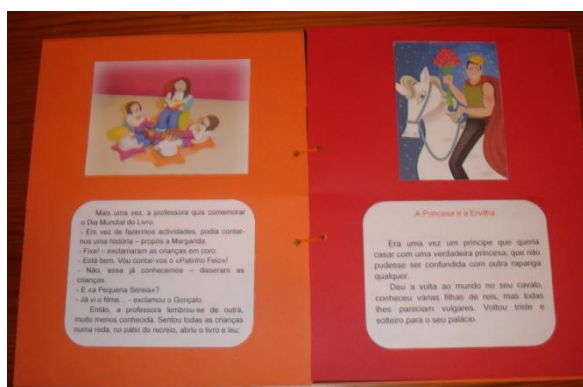 Mais uma vez, a professora quis comemorar
o Dia Mundial do Livro.
- Em vez de fazermos actividades, podia contar-
nos uma história – propôs a Margarida.
- Fixe! – exclamaram as crianças em coro.
- Está bem. Vou contar-vos o «Patinho Feio»!
- Não, essa já conhecemos – disseram as
crianças.
- E «a Pequena Sereia»?
- Já vi o filme... - exclamou o Gonçalo.
Então, a professora lembrou-se de outra,
muito menos conhecida. Sentou todas as crianças
numa roda, no pátio do recreio, abriu o livro e leu:
A Princesa e a Ervilha
Era uma vez um príncipe que queria
casar com uma verdadeira princesa, que não
pudesse ser confundida com outra rapariga
qualquer.
Deu a volta ao mundo no seu cavalo,
conheceu várias filhas de reis, mas todas
lhes pareciam vulgares. Voltou triste e
solteiro para o seu palácio.